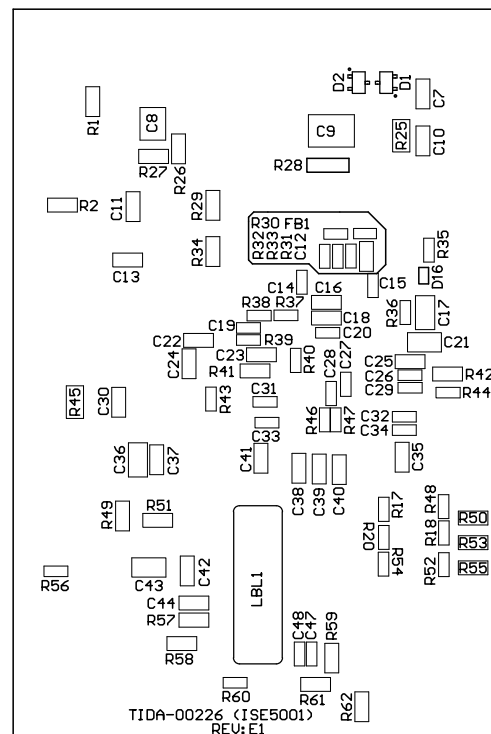 D2
D1
C7
R1
C8
C9
R25
C10
R27
R26
R28
R2
C11
R29
R30 FB1
R32
R33
R31
C12
R34
R35
C13
D16
C14
C15
C16
R36
C17
R38
R37
C18
C19
C20
C22
R39
C21
C24
C23
R40
C25
R41
C28
C27
C26
R42
C29
R44
R45
C30
R43
C31
R46
R47
C32
C33
C34
C36
C37
C41
C35
C38
C39
C40
R49
R51
R17
R48
R50
R20
R18
R53
R54
R52
R55
R56
C43
C42
LBL1
C44
R57
R58
C48
C47
R59
R60
R61
R62
TIDA-00226 (ISE5001)
REV:E1